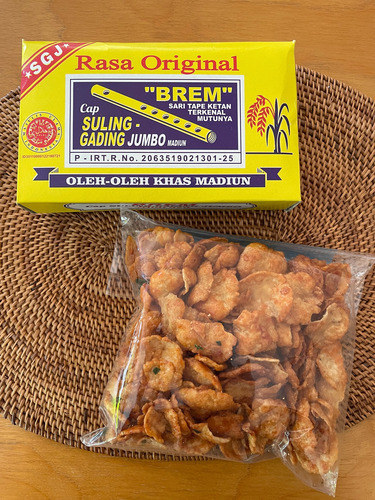 SGJ
Rasa Original
"BREM"
SARI TAPE KETAN
TERKENAL
MUTUNYA
Cap
SULING -
GADING JUMBO MADIUN
P - IRT.R.No. 2063519021301-25
OLEH-OLEH KHAS MADIUN